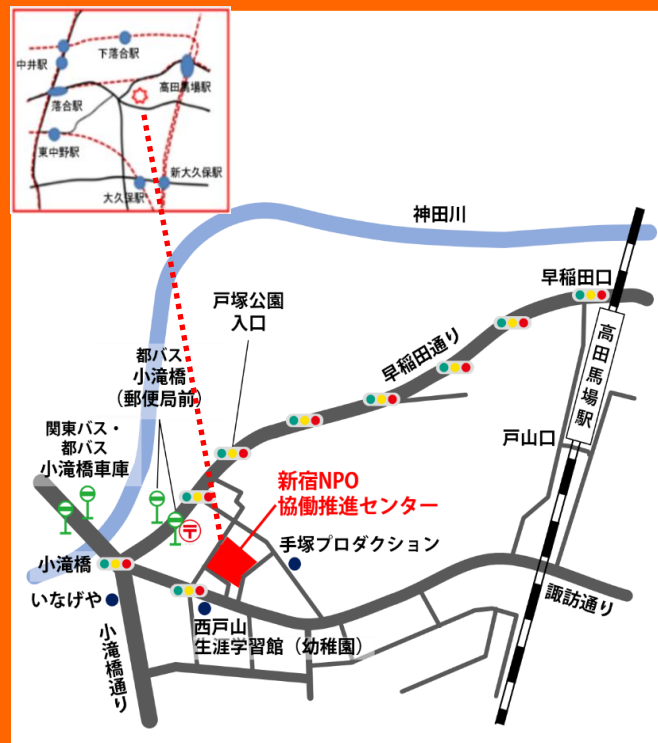 下落合駅
中井駅
高田馬場駅
落合駅
東中野駅
新大久保駅
大久保駅
神田川
早稲田口
戸塚公園
入口
早稲田通り
高田馬場駅
都バス
小滝橋
（郵便局前）
戸山口
関東バス・
都バス
小滝橋車庫
新宿NPO
協働推進センター
〒
手塚プロダクション
小滝橋
いなげや
諏訪通り
西戸山
生涯学習館（幼稚園）
小滝橋通り